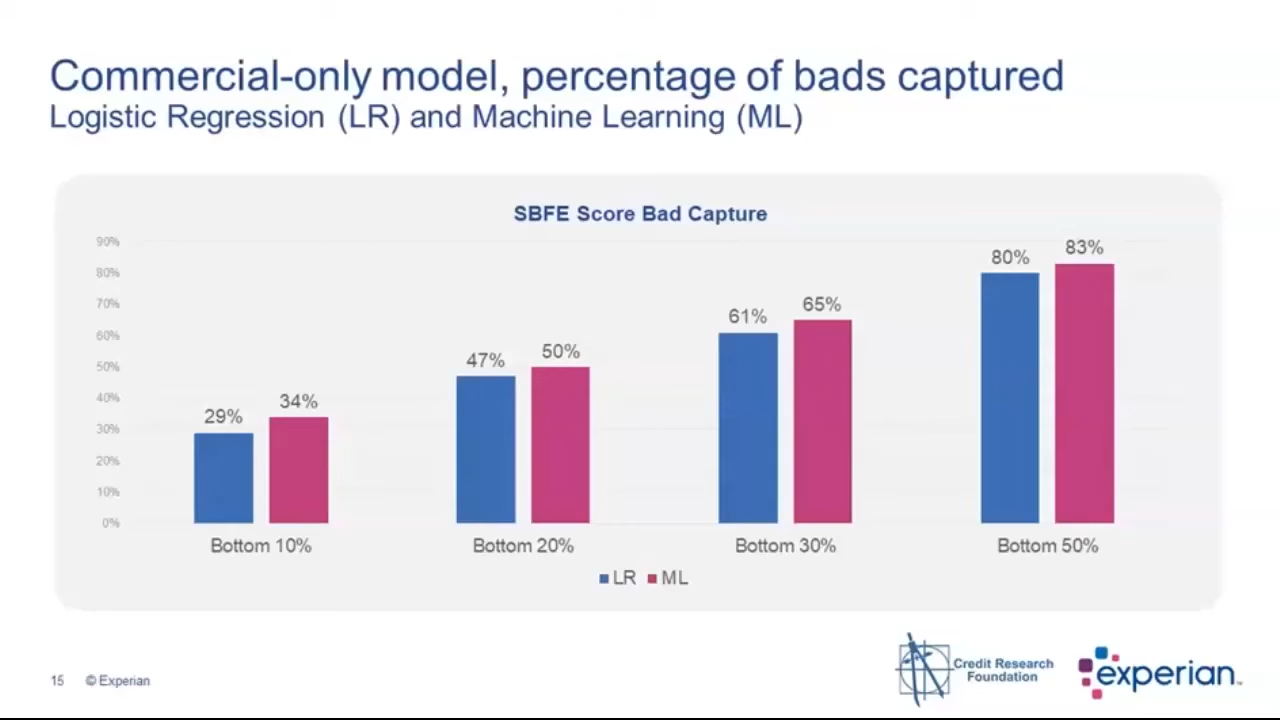 Commercial-only model, percentage of bads captured
Logistic Regression (LR) and Machine Learning (ML)
SBFE Score Bad Capture
90%
80%
70%
60%
50%
40%
30%
20%
10%
0%
29%
34%
47%
50%
61%
65%
80%
83%
Bottom 10%
Bottom 20%
Bottom 30%
Bottom 50%
LR ML
15 © Experian
Credit Research
Foundation
experian™